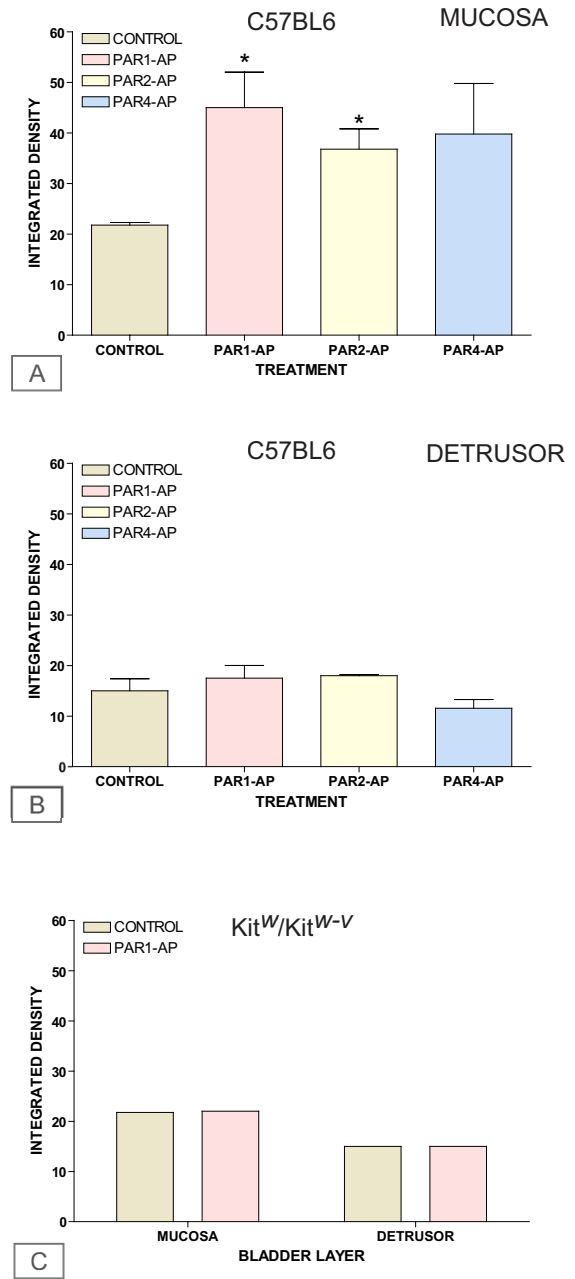 C57BL6 MUCOSA
CONTROL
PAR1-AP
PAR2-AP
PAR4-AP
60
50
40
30
20
10
0
INTEGRATED DENSITY
* *
CONTROL PAR1-AP PAR2-AP PAR4-AP
TREATMENT
A
C57BL6 DETRUSOR
CONTROL
PAR1-AP
PAR2-AP
PAR4-AP
60
50
40
30
20
10
0
INTEGRATED DENSITY
CONTROL PAR1-AP PAR2-AP PAR4-AP
TREATMENT
B
Kit^W/Kit^W-V
CONTROL
PAR1-AP
60
50
40
30
20
10
0
INTEGRATED DENSITY
MUCOSA DETRUSOR
BLADDER LAYER
C